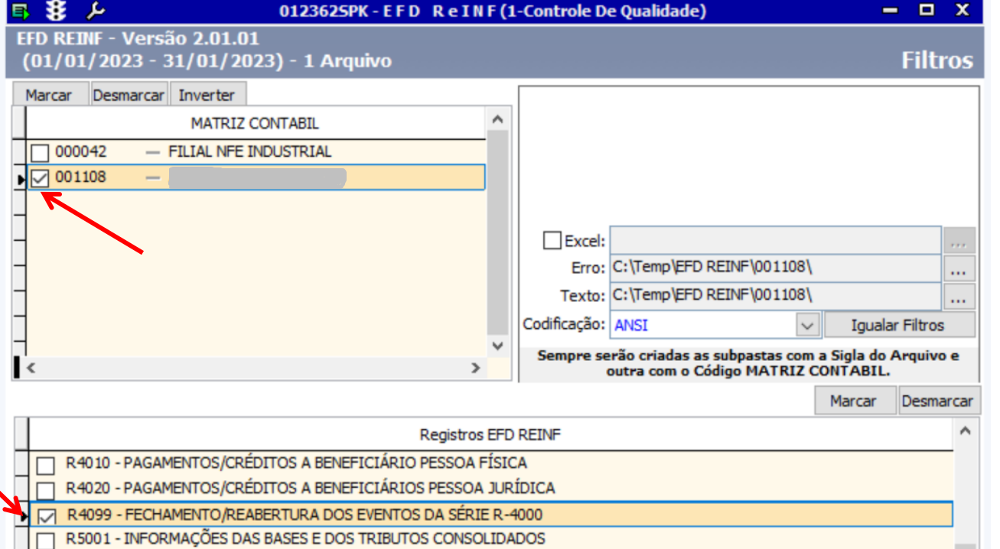 012362SPK - E F D R e I N F (1-Controle De Qualidade)
EFD REINF - Versão 2.01.01
(01/01/2023 - 31/01/2023) - 1 Arquivo
Filtros
Marcar Desmarcar Inverter
MATRIZ CONTABIL
000042 — FILIAL NFE INDUSTRIAL
001108 —
Excel: ...
Erro: C:\Temp\EFD REINF\001108\ ...
Texto: C:\Temp\EFD REINF\001108\ ...
Codificação: ANSI Igualar Filtros
Sempre serão criadas as subpastas com a Sigla do Arquivo e
outra com o Código MATRIZ CONTABIL.
Marcar Desmarcar
Registros EFD REINF
R4010 - PAGAMENTOS/CRÉDITOS A BENEFICIÁRIO PESSOA FÍSICA
R4020 - PAGAMENTOS/CRÉDITOS A BENEFICIÁRIOS PESSOA JURÍDICA
R4099 - FECHAMENTO/REABERTURA DOS EVENTOS DA SÉRIE R-4000
R5001 - INFORMAÇÕES DAS BASES E DOS TRIBUTOS CONSOLIDADOS